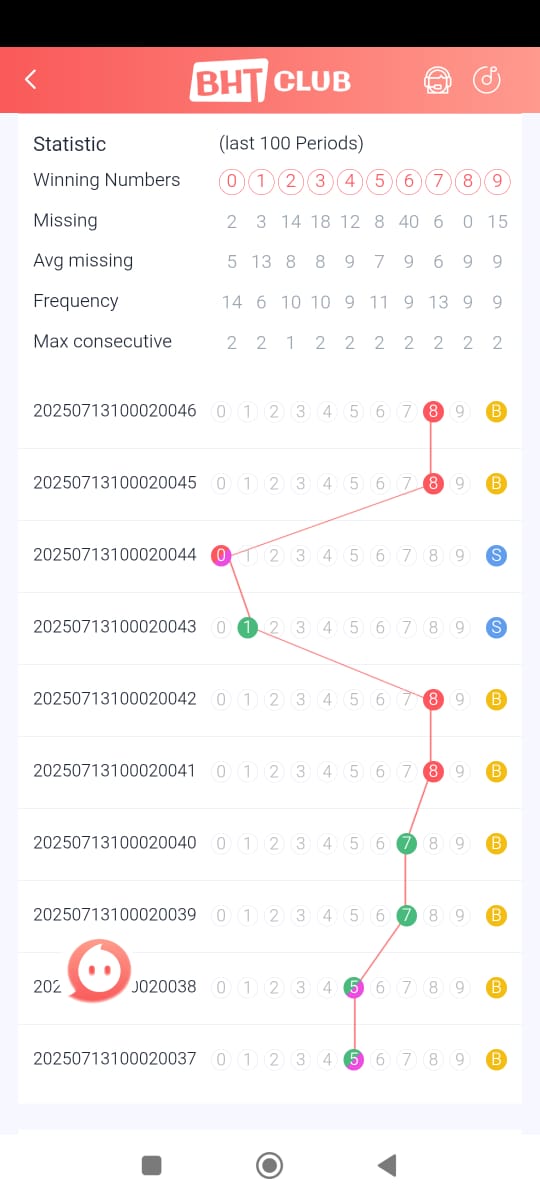 BHT CLUB
Statistic (last 100 Periods)
Winning Numbers 0 1 2 3 4 5 6 7 8 9
Missing 2 3 14 18 12 8 40 6 0 15
Avg missing 5 13 8 8 9 7 9 6 9 9
Frequency 14 6 10 10 9 11 9 13 9 9
Max consecutive 2 2 1 2 2 2 2 2 2 2
20250713100020046 0 1 2 3 4 5 6 7 8 9 B
20250713100020045 0 1 2 3 4 5 6 7 8 9 B
20250713100020044 0 1 2 3 4 5 6 7 8 9 S
20250713100020043 0 1 2 3 4 5 6 7 8 9 S
20250713100020042 0 1 2 3 4 5 6 7 8 9 B
20250713100020041 0 1 2 3 4 5 6 7 8 9 B
20250713100020040 0 1 2 3 4 5 6 7 8 9 B
20250713100020039 0 1 2 3 4 5 6 7 8 9 B
202 0020038 0 1 2 3 4 5 6 7 8 9 B
20250713100020037 0 1 2 3 4 5 6 7 8 9 B